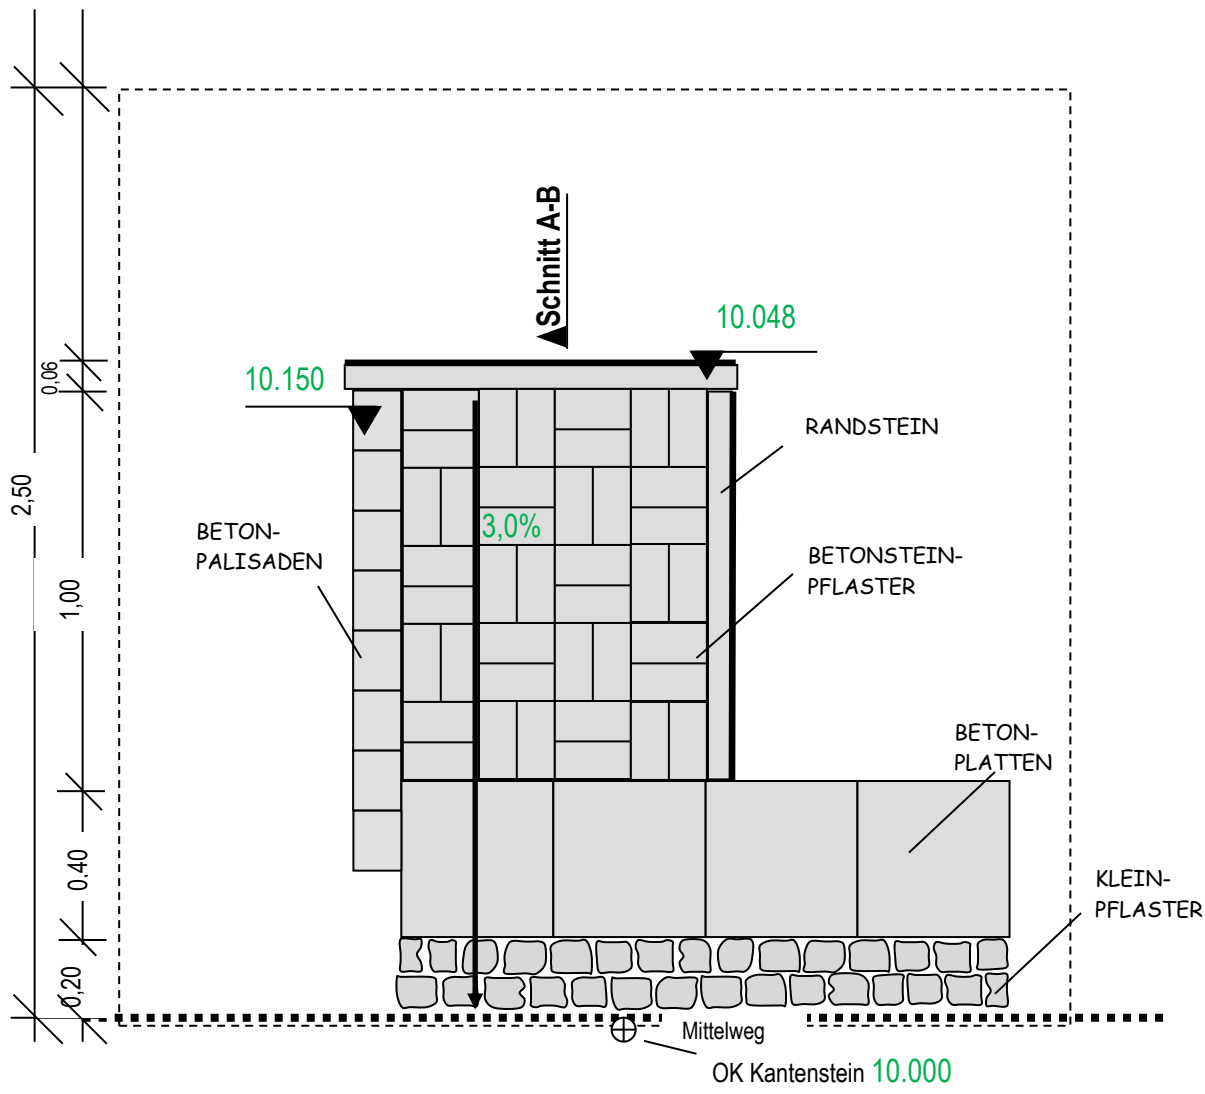 Schnitt A-B
10.048
0,06
10.150
RANDSTEIN
2,50
3,0%
BETON-
PALISADEN
BETONSTEIN-
PFLASTER
1,00
BETON-
PLATTEN
0.40
KLEIN-
PFLASTER
0,20
Mittelweg
OK Kantenstein 10.000